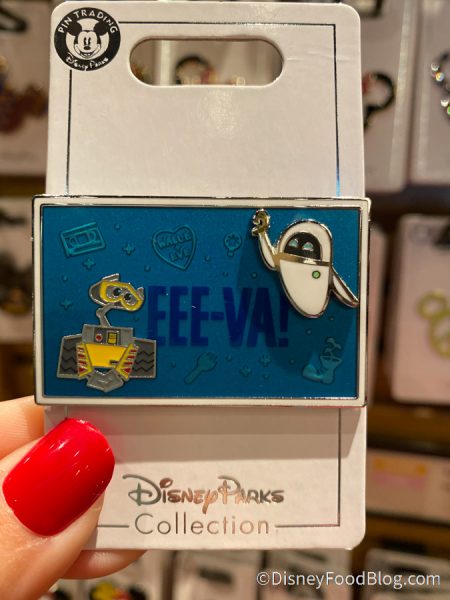 PIN TRADING
Disney Parks
WALL•E
EVE
EEE-VA!
Disney Parks
Collection
©DisneyFoodBlog.com